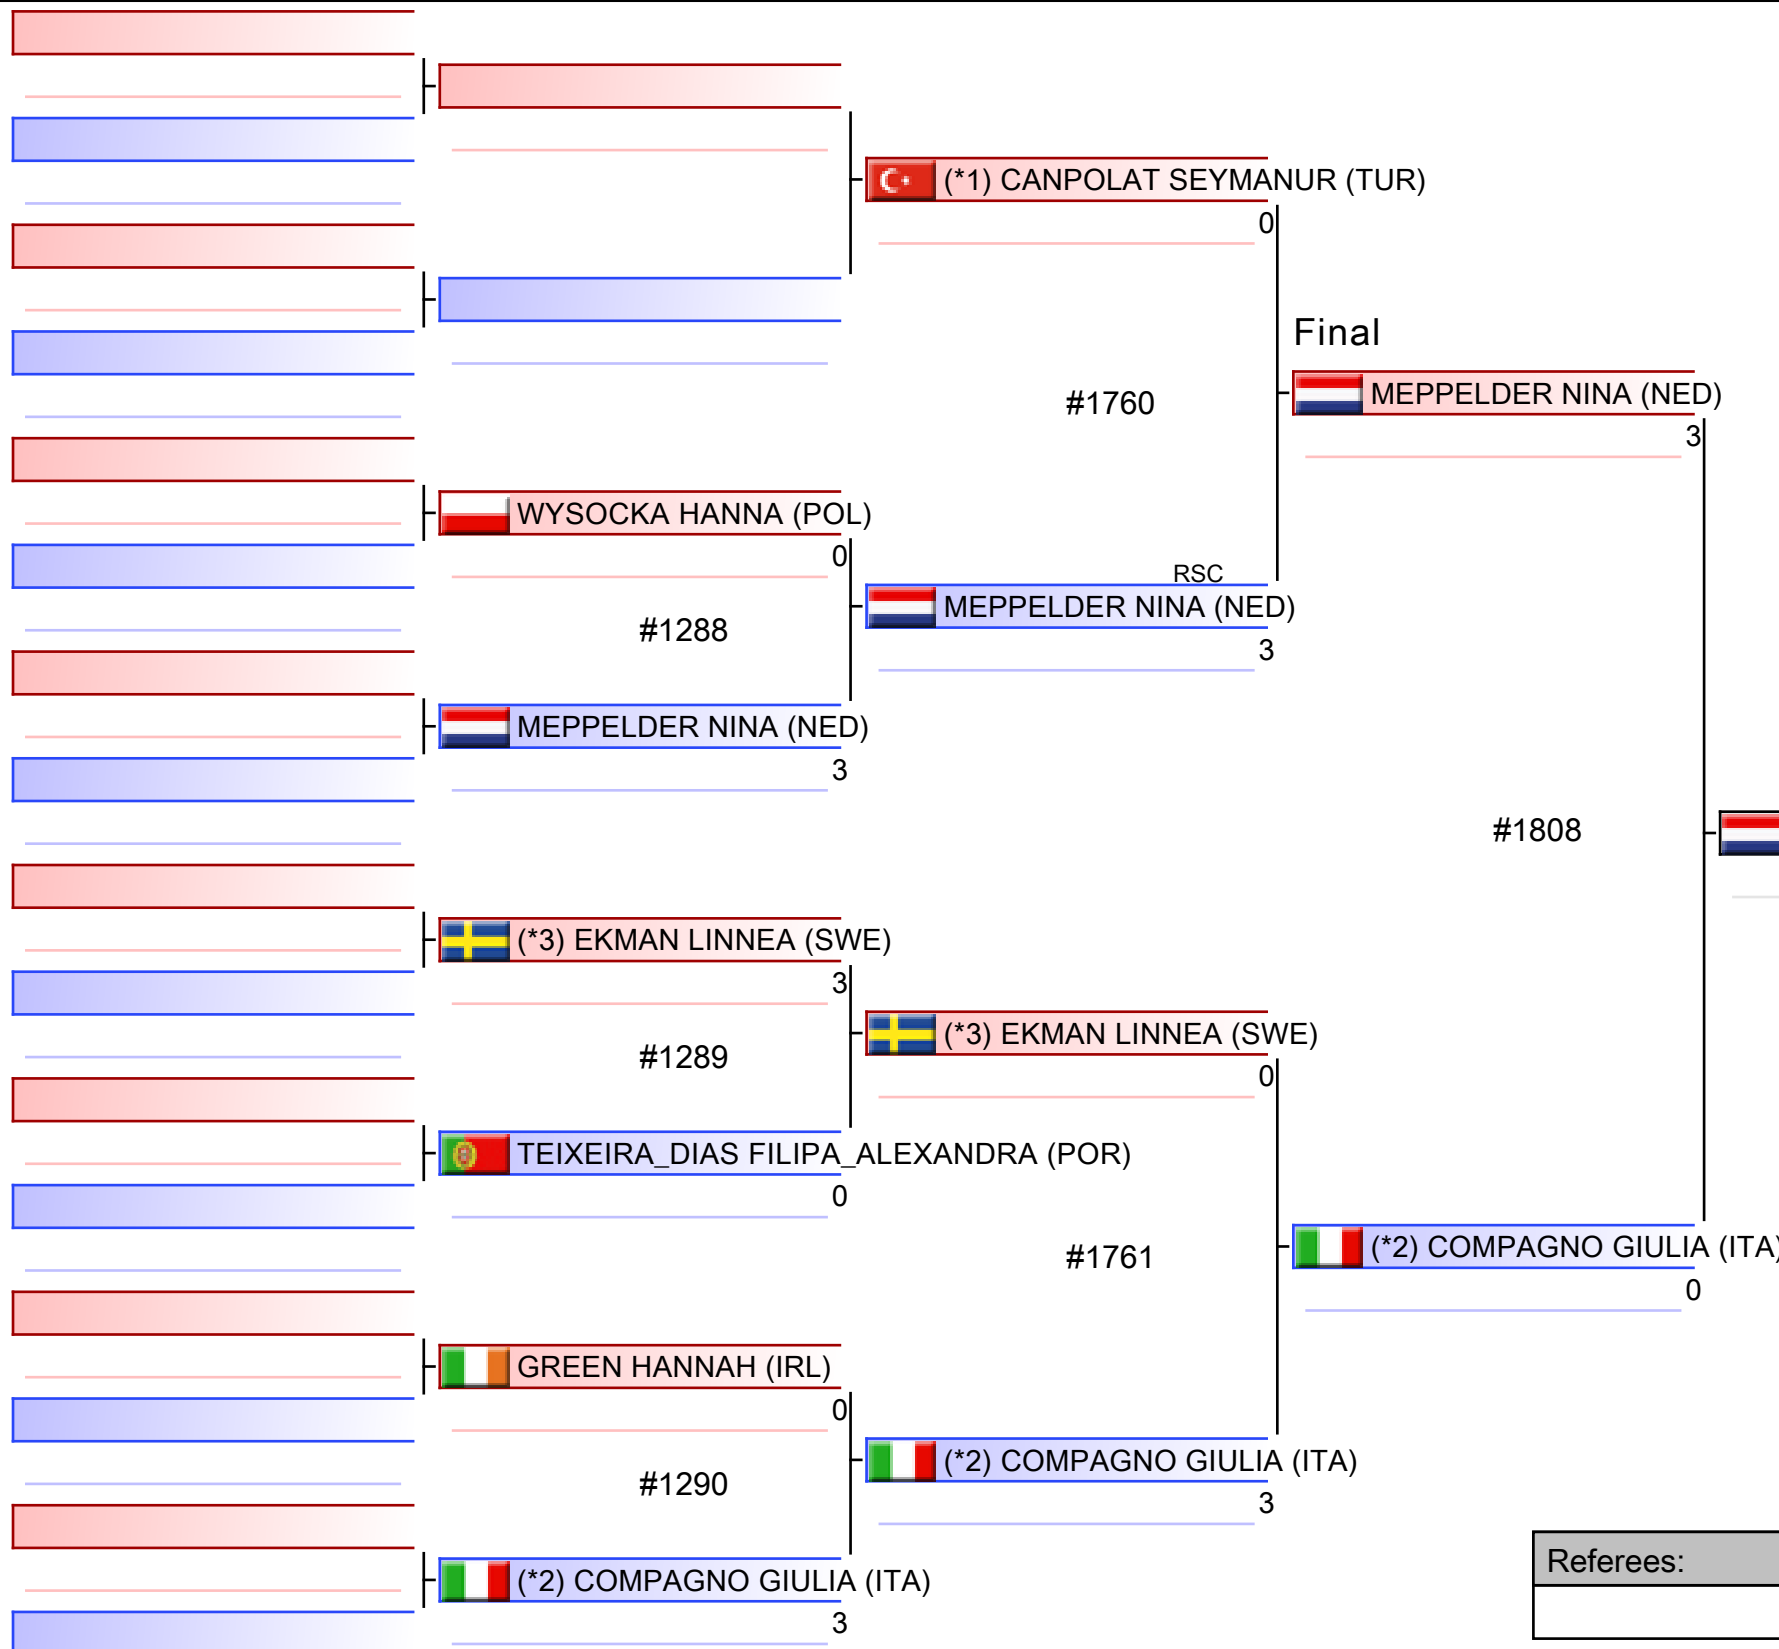 (*1) CANPOLAT SEYMANUR (TUR)
0
Final
#1760
MEPPELDER NINA (NED)
3
WYSOCKA HANNA (POL)
0
RSC
MEPPELDER NINA (NED)
#1288
3
MEPPELDER NINA (NED)
3
#1808
(*3) EKMAN LINNEA (SWE)
3
(*3) EKMAN LINNEA (SWE)
#1289
0
TEIXEIRA_DIAS FILIPA_ALEXANDRA (POR)
0
#1761
(*2) COMPAGNO GIULIA (ITA)
0
GREEN HANNAH (IRL)
0
(*2) COMPAGNO GIULIA (ITA)
#1290
3
Referees:
(*2) COMPAGNO GIULIA (ITA)
3